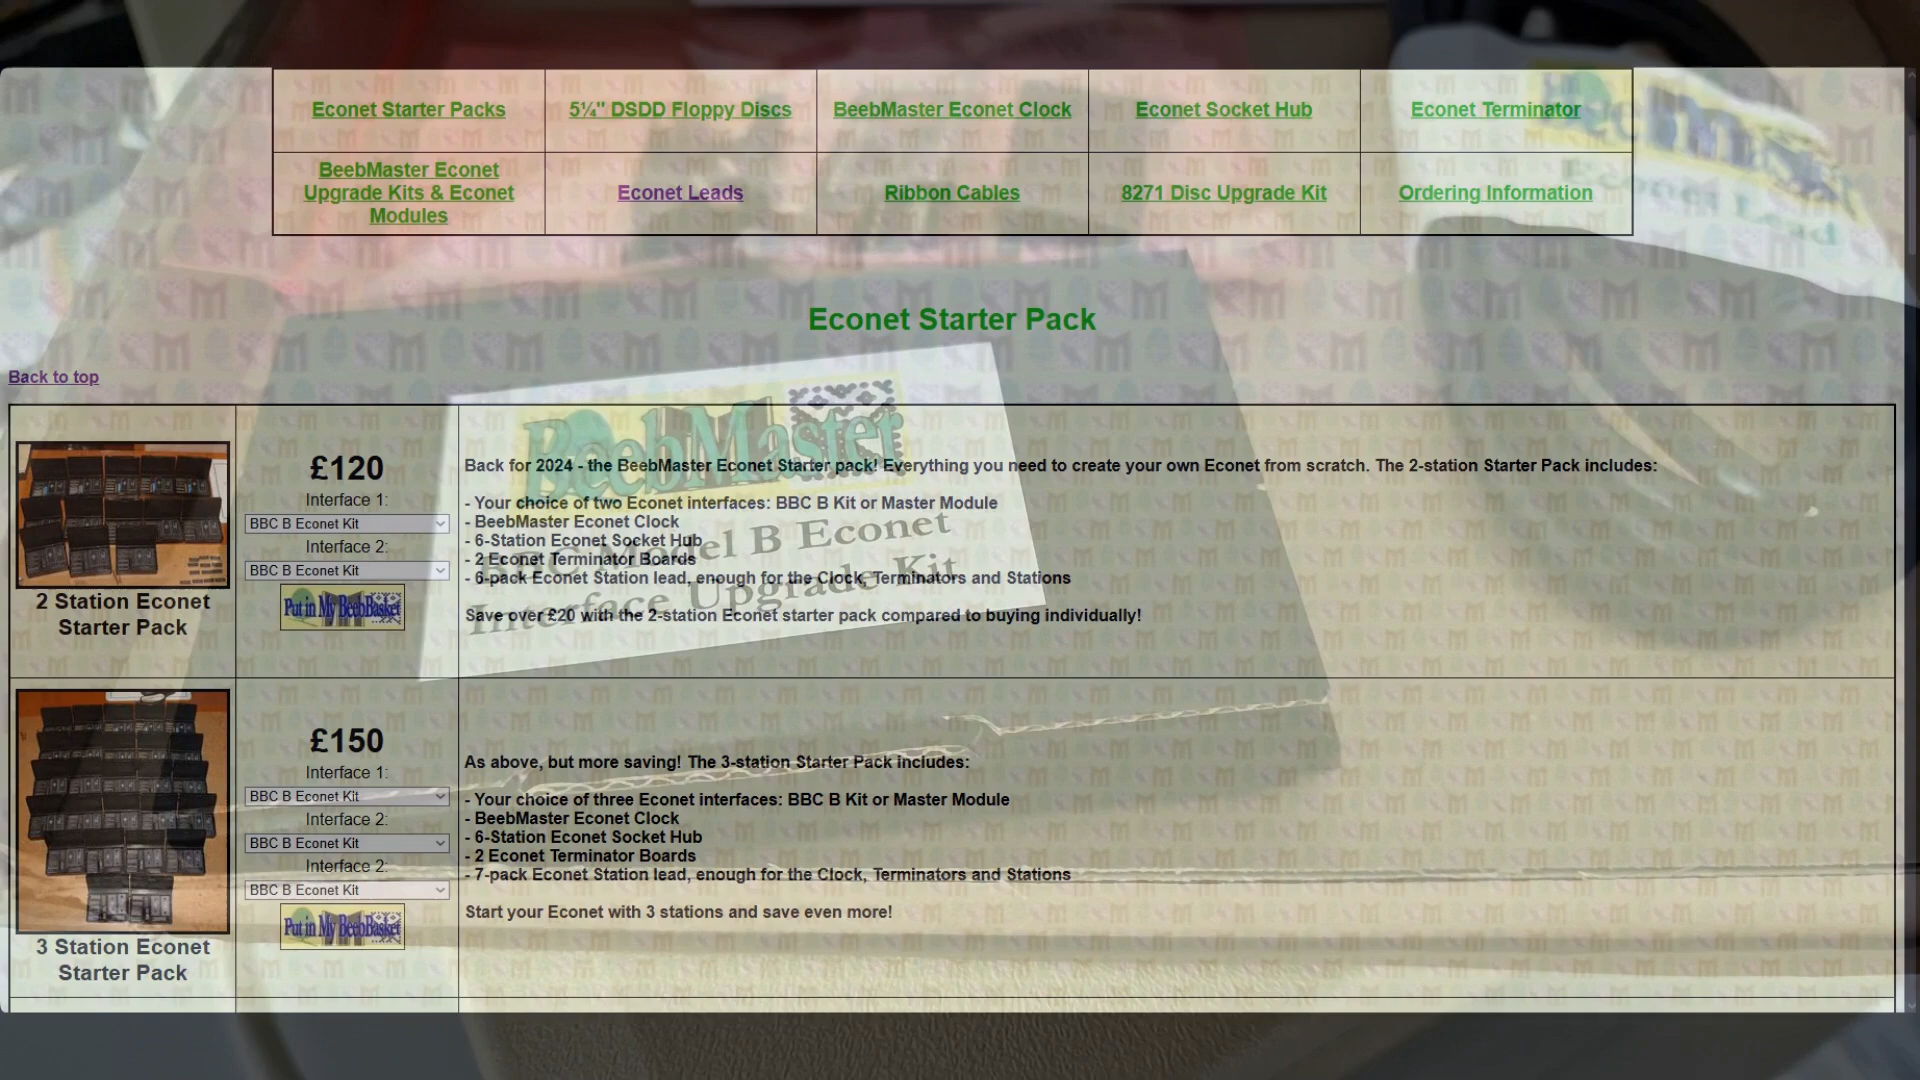 Econet Starter Packs
5¼" DSDD Floppy Discs
BeebMaster Econet Clock
Econet Socket Hub
Econet Terminator
BeebMaster Econet
Upgrade Kits & Econet
Modules
Econet Leads
Ribbon Cables
8271 Disc Upgrade Kit
Ordering Information
Econet Starter Pack
Back to top
£120
Interface 1:
BBC B Econet Kit
Interface 2:
BBC B Econet Kit
Put in My BeebBasket
2 Station Econet
Starter Pack
Back for 2024 - the BeebMaster Econet Starter pack! Everything you need to create your own Econet from scratch. The 2-station Starter Pack includes:
- Your choice of two Econet interfaces: BBC B Kit or Master Module
- BeebMaster Econet Clock
- 6-Station Econet Socket Hub
- 2 Econet Terminator Boards
- 6-pack Econet Station lead, enough for the Clock, Terminators and Stations
Save over £20 with the 2-station Econet starter pack compared to buying individually!
BeebMaster
BBC Model B Econet
Interface Upgrade Kit
£150
Interface 1:
BBC B Econet Kit
Interface 2:
BBC B Econet Kit
Interface 2:
BBC B Econet Kit
Put in My BeebBasket
3 Station Econet
Starter Pack
As above, but more saving! The 3-station Starter Pack includes:
- Your choice of three Econet interfaces: BBC B Kit or Master Module
- BeebMaster Econet Clock
- 6-Station Econet Socket Hub
- 2 Econet Terminator Boards
- 7-pack Econet Station lead, enough for the Clock, Terminators and Stations
Start your Econet with 3 stations and save even more!